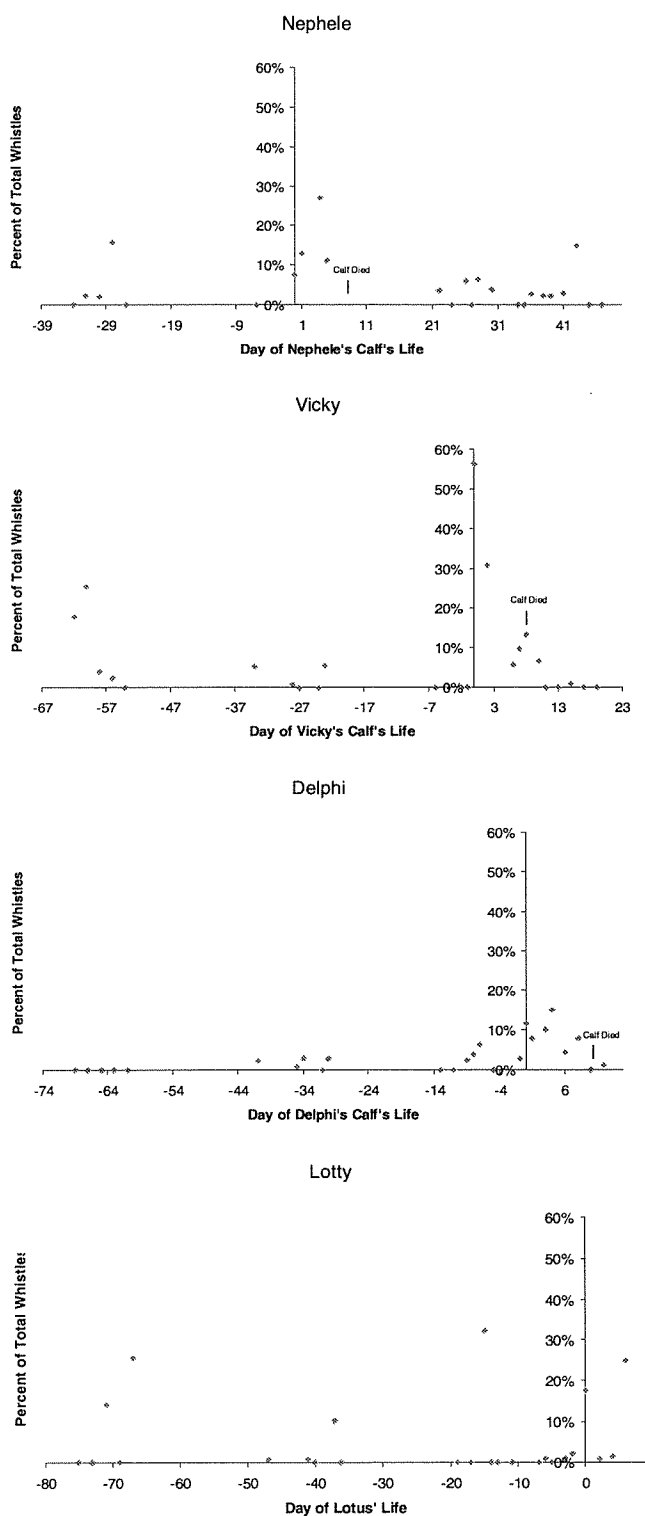 Nephele
60%
50%
40%
30%
20%
10%
0%
Percent of Total Whistles
Calf Died
-39 -29 -19 -9 1 11 21 31 41
Day of Nephele's Calf's Life
Vicky
60%
50%
40%
30%
20%
10%
0%
Percent of Total Whistles
Calf Died
-67 -57 -47 -37 -27 -17 -7 3 13 23
Day of Vicky's Calf's Life
Delphi
60%
50%
40%
30%
20%
10%
0%
Percent of Total Whistles
Calf Died
-74 -64 -54 -44 -34 -24 -14 -4 6
Day of Delphi's Calf's Life
Lotty
60%
50%
40%
30%
20%
10%
0%
Percent of Total Whistles
-80 -70 -60 -50 -40 -30 -20 -10 0
Day of Lotus' Life